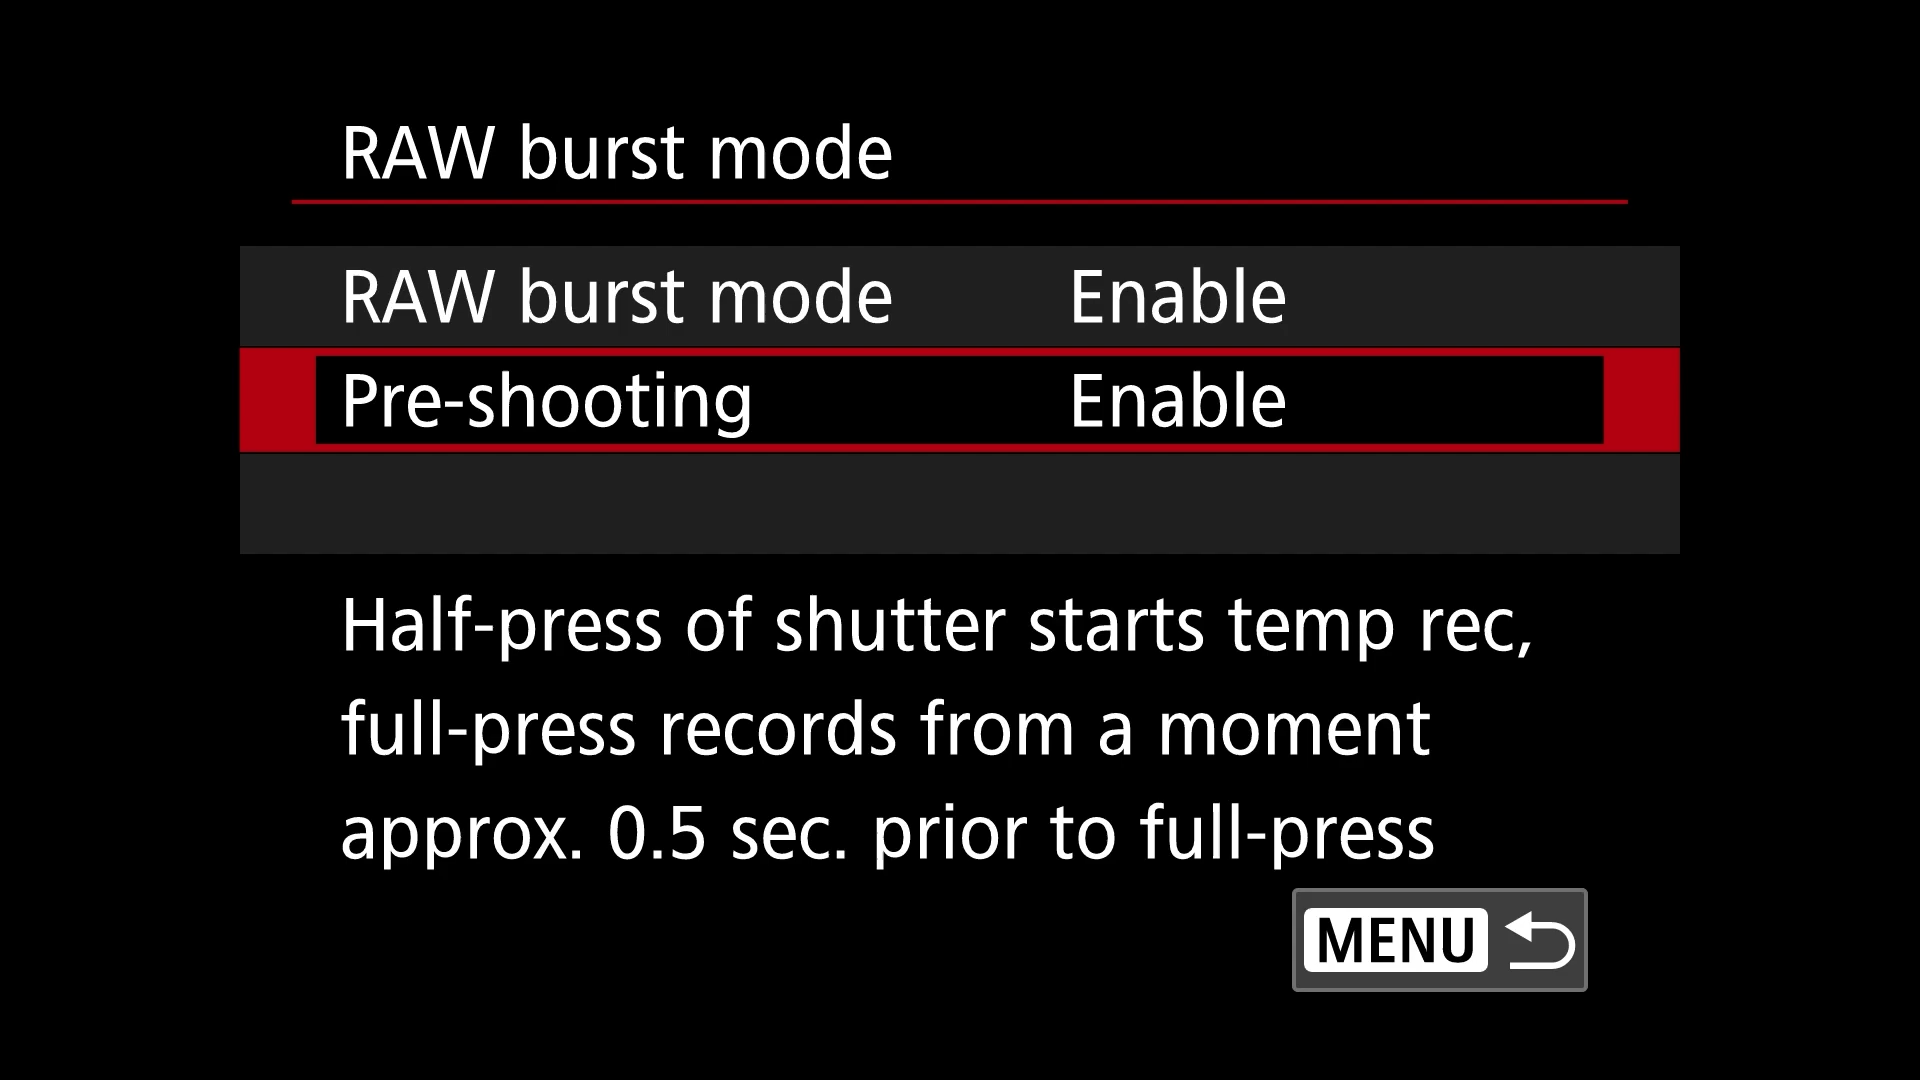 RAW burst mode
RAW burst mode Enable
Pre-shooting Enable
Half-press of shutter starts temp rec,
full-press records from a moment
approx. 0.5 sec. prior to full-press
MENU